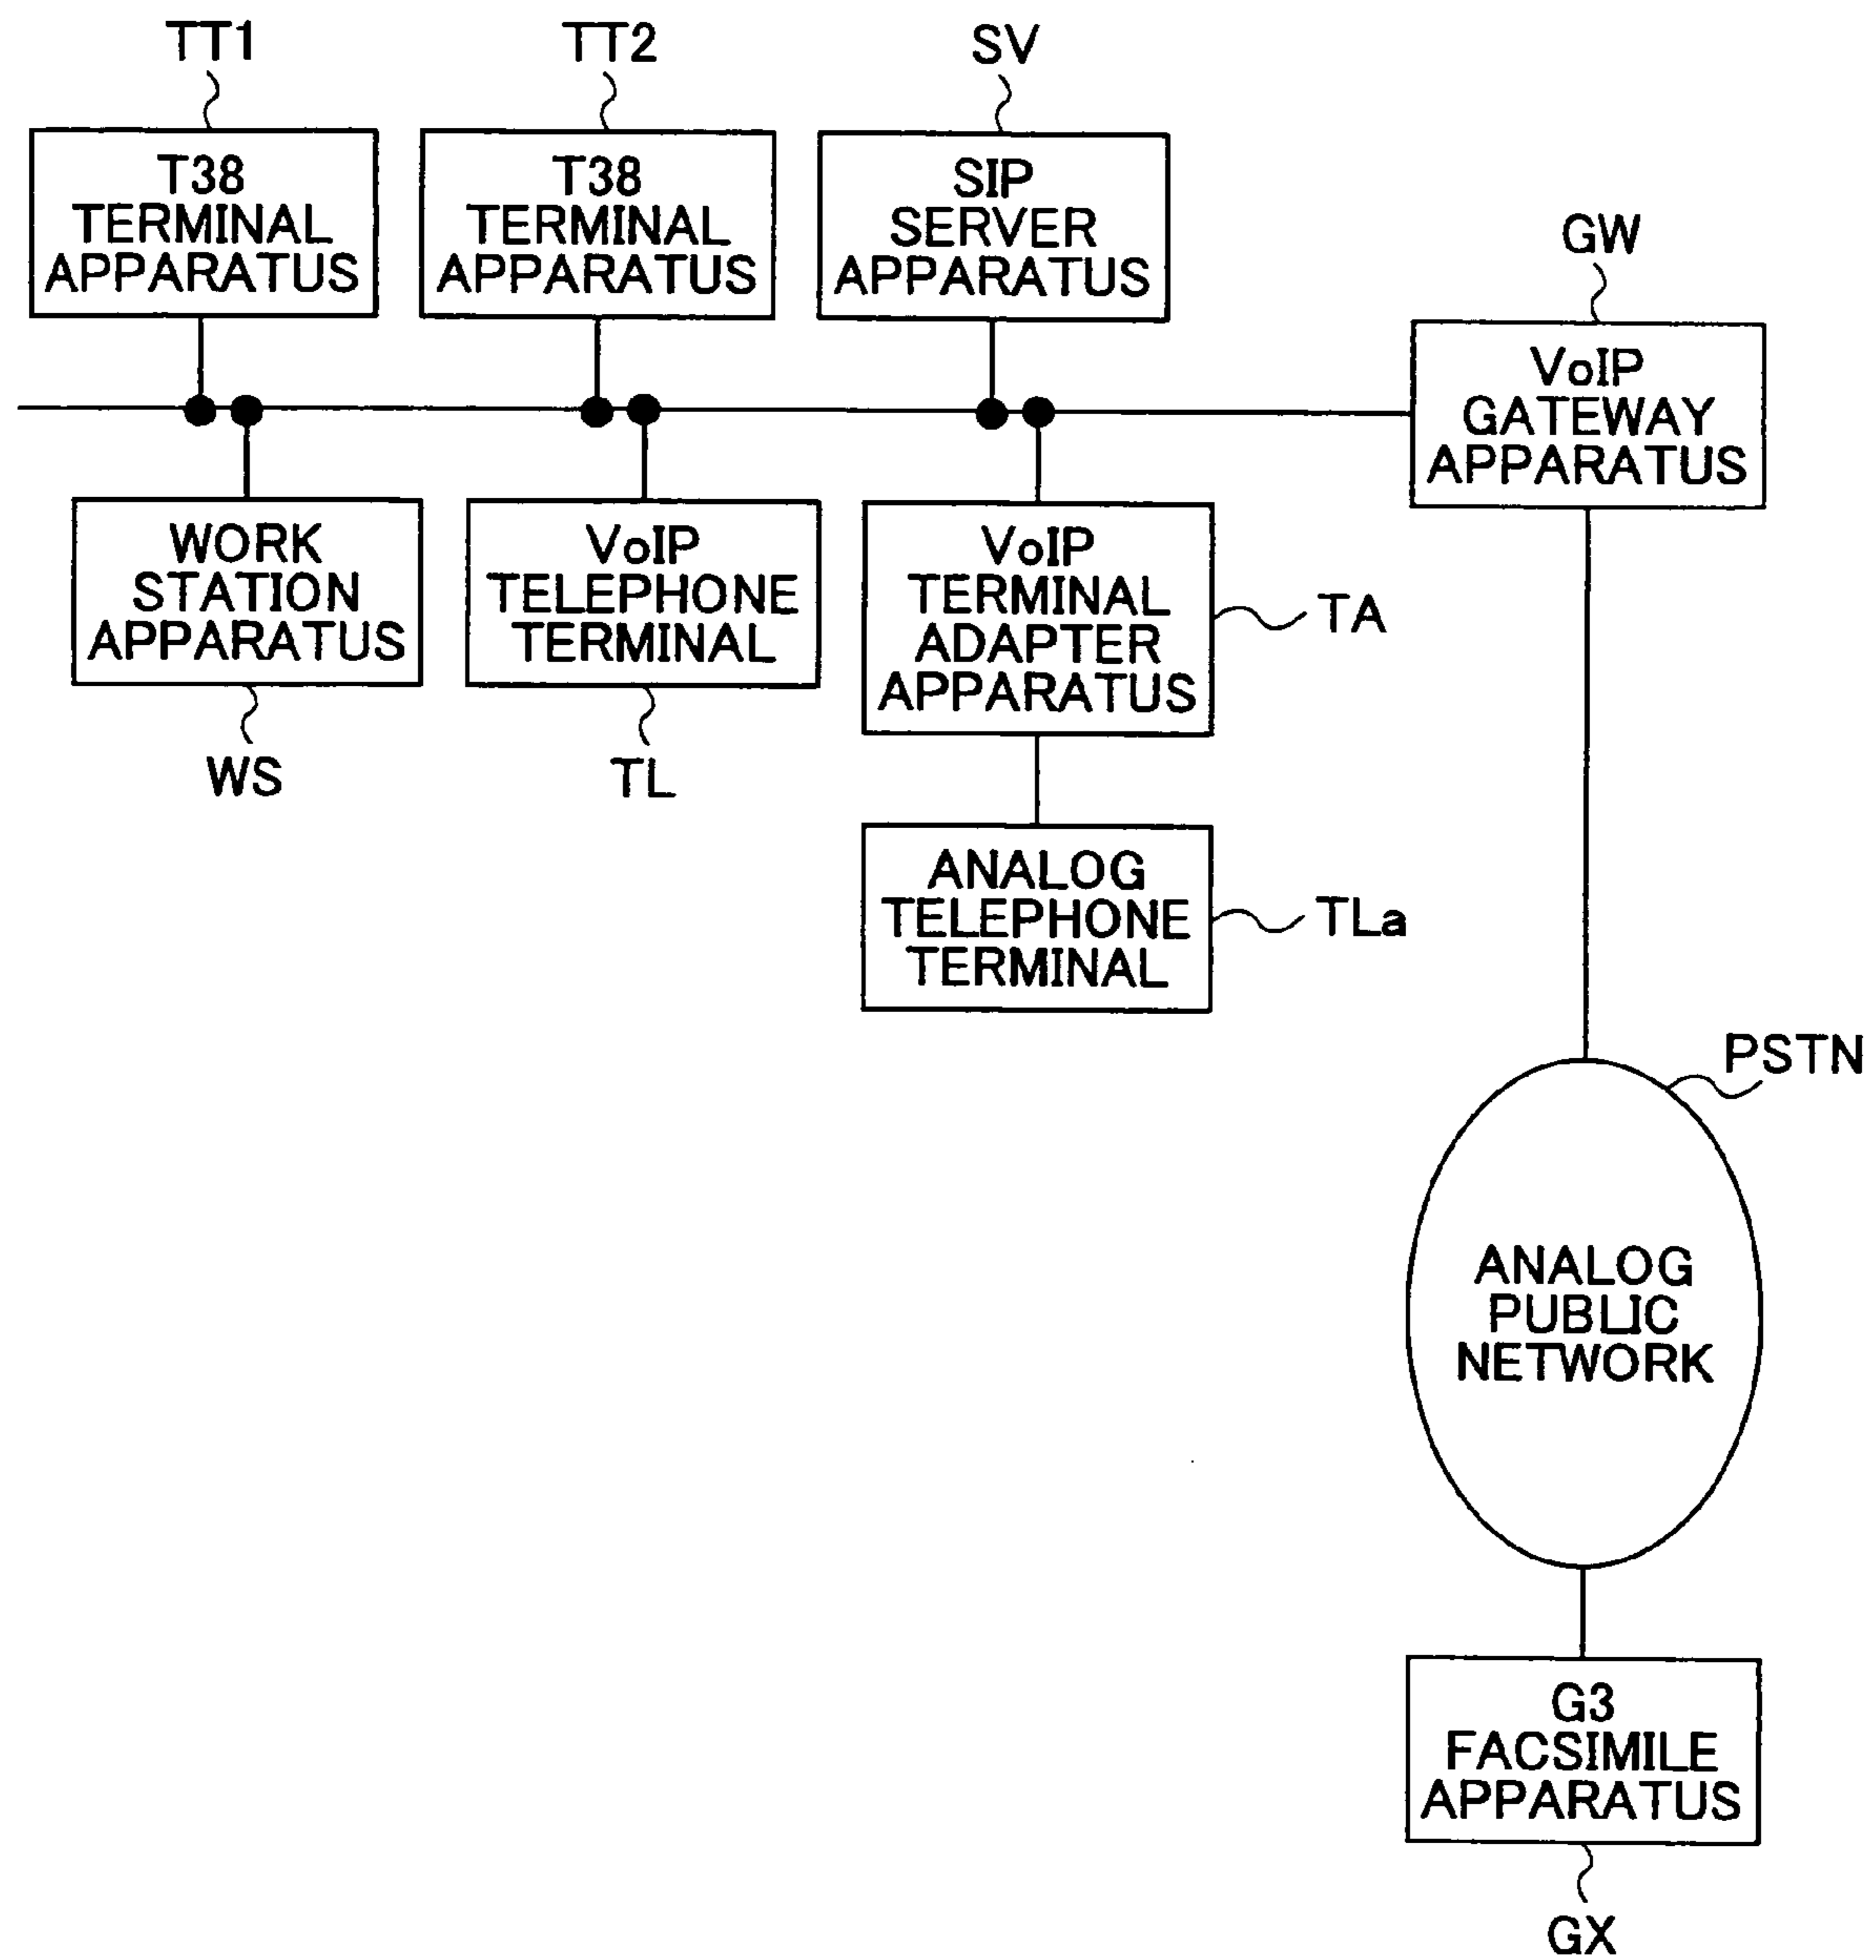 TT1
TT2
SV
T38
TERMINAL
APPARATUS
T38
TERMINAL
APPARATUS
SIP
SERVER
APPARATUS
GW
VoIP
GATEWAY
APPARATUS
WORK
STATION
APPARATUS
WS
VoIP
TELEPHONE
TERMINAL
TL
VoIP
TERMINAL
ADAPTER
APPARATUS
TA
ANALOG
TELEPHONE
TERMINAL
TLa
PSTN
ANALOG
PUBLIC
NETWORK
G3
FACSIMILE
APPARATUS
GX